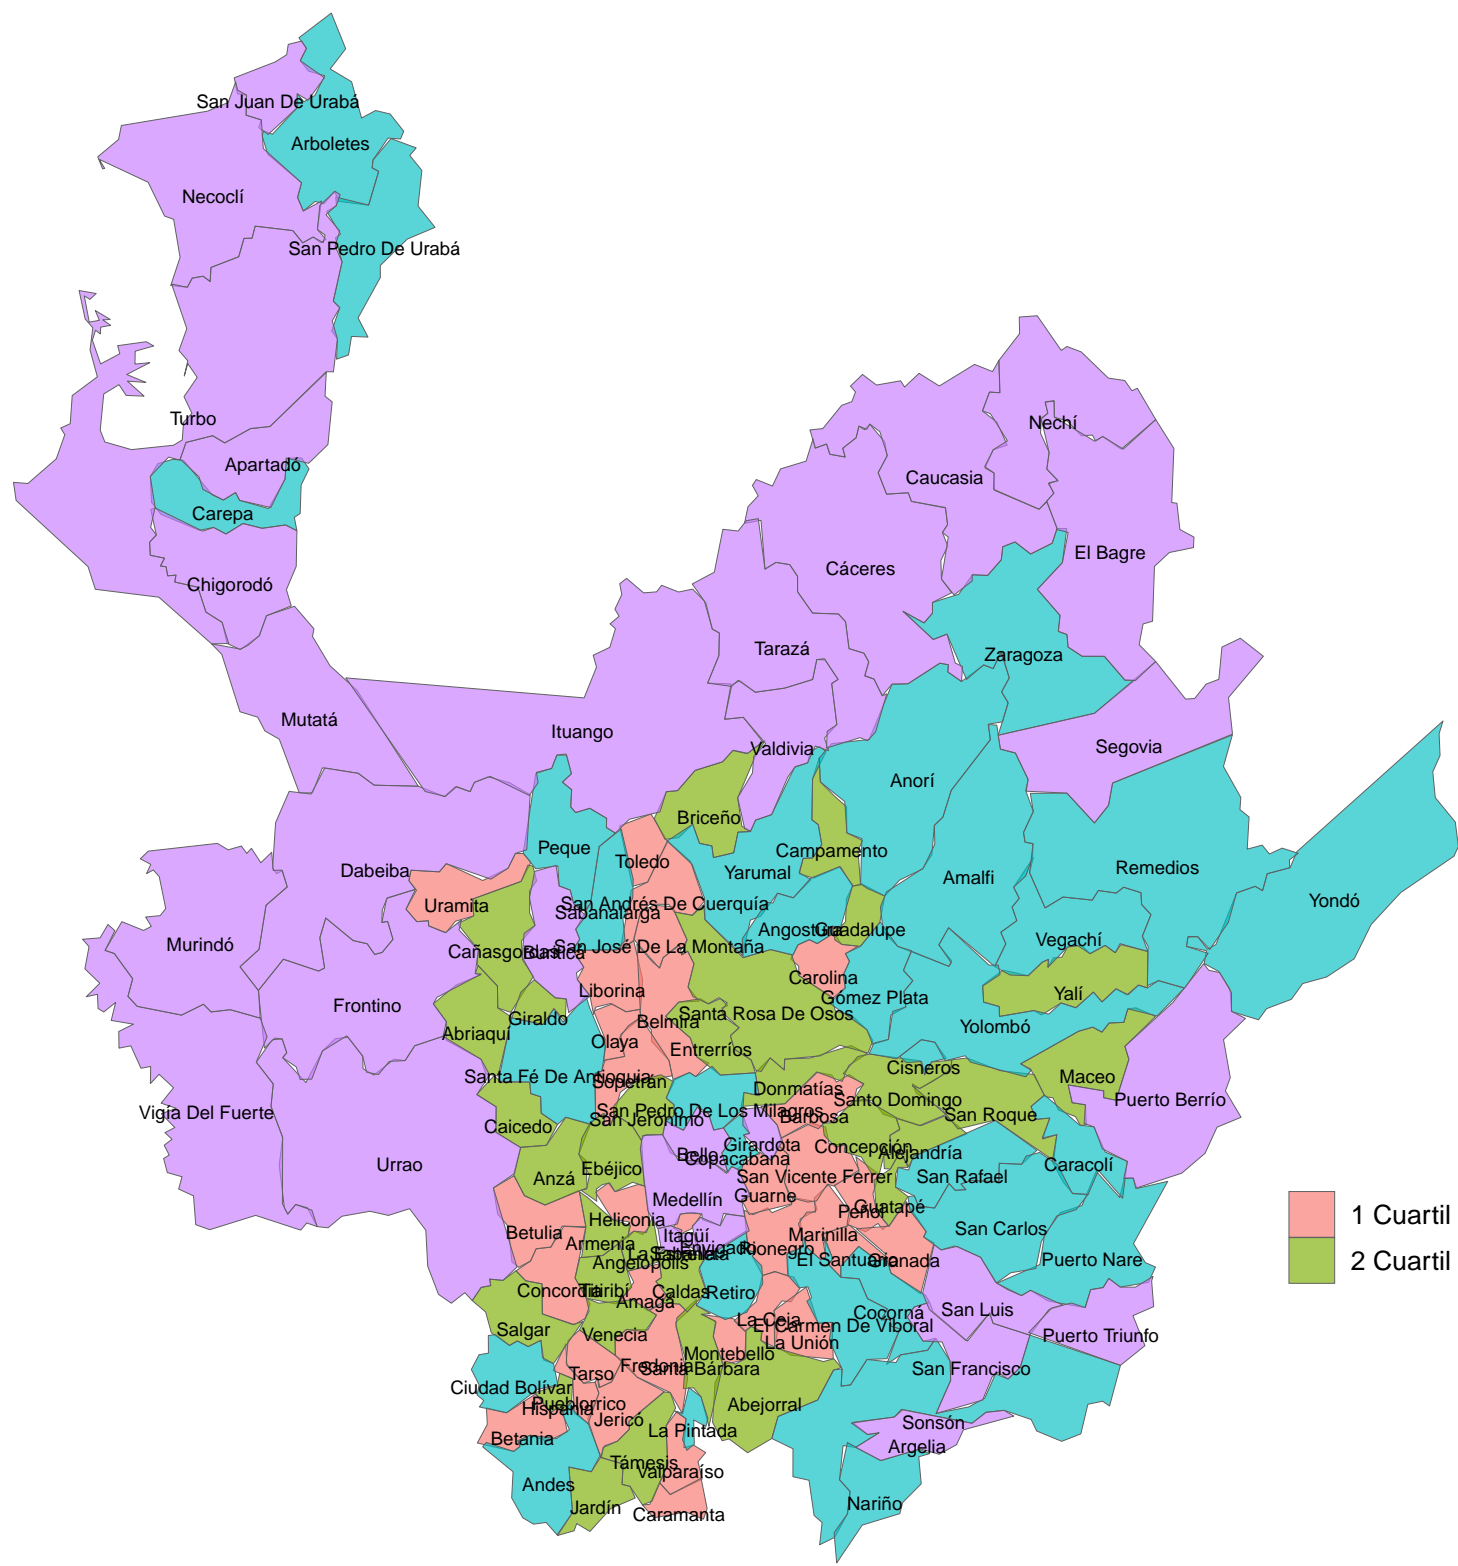 San Juan De Urabá
Arboletes
Necoclí
San Pedro De Urabá
Turbo
Nechí
Apartadó
Caucasia
Carepa
El Bagre
Cáceres
Chigorodó
Tarazá
Zaragoza
Mutatá
Ituango
Valdivia
Segovia
Anorí
Briceño
Peque
Campamento
Toledo
Dabeiba
Yarumal
Remedios
Amalfi
Yondó
San Andrés De Cuerquía
Uramita
Sabanalarga
Angostura
Guadalupe
Vegachí
Murindó
San José De La Montaña
Cañasgordas
Buriticá
Carolina
Liborina
Yalí
Gómez Plata
Frontino
Santa Rosa De Osos
Giraldo
Belmira
Yolombó
Abriaquí
Olaya
Entrerríos
Cisneros
Santa Fé De Antioquia
Sopetrán
Maceo
Donmatías
Santo Domingo
Puerto Berrío
Vigía Del Fuerte
San Pedro De Los Milagros
San Jerónimo
Barbosa
San Roque
Caicedo
Girardota
Concepción
Alejandría
Bello
Copacabana
Urrao
Ebéjico
Caracolí
Anzá
San Vicente Ferrer
San Rafael
Medellín
Guarne
Peñol
Guatapé
Heliconia
San Carlos
Betulia
Armenia
Itagüí
Marinilla
Envigado
Rionegro
La Estrella
Sabaneta
Angelópolis
El Santuario
Granada
Puerto Nare
Concordia
Titiribí
Amagá
Caldas
Retiro
San Luis
Cocorná
La Ceja
El Carmen De Viboral
Salgar
Venecia
La Unión
Puerto Triunfo
Montebello
Fredonia
Santa Bárbara
San Francisco
Tarso
Ciudad Bolívar
Pueblorrico
Hispania
Abejorral
Jericó
Sonsón
La Pintada
Betania
Argelia
Támesis
Valparaíso
Andes
Jardín
Nariño
Caramanta
1 Cuartil
2 Cuartil